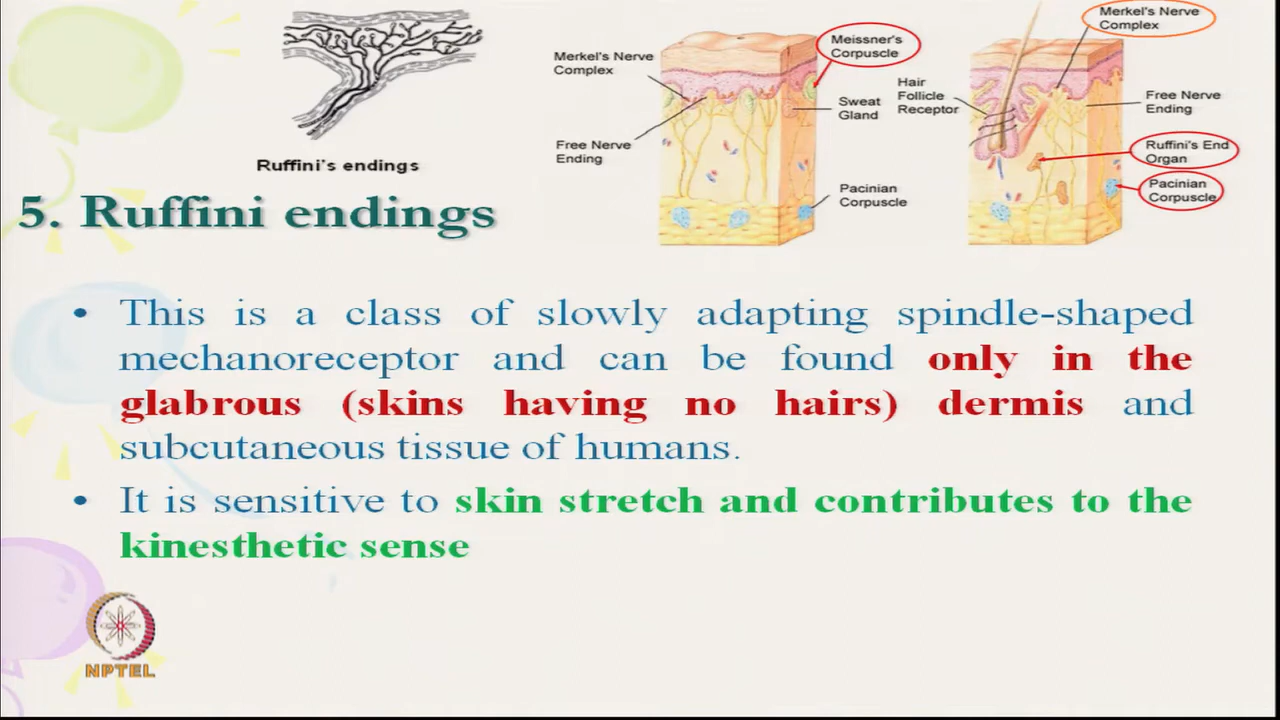 Ruffini's endings
Merkel's Nerve
Complex
Free Nerve
Ending
Meissner's
Corpuscle
Sweat
Gland
Pacinian
Corpuscle
Hair
Follicle
Receptor
Merkel's Nerve
Complex
Free Nerve
Ending
Ruffini's End
Organ
Pacinian
Corpuscle
5. Ruffini endings
• This is a class of slowly adapting spindle-shaped
mechanoreceptor and can be found only in the
glabrous (skins having no hairs) dermis and
subcutaneous tissue of humans.
• It is sensitive to skin stretch and contributes to the
kinesthetic sense
NPTEL